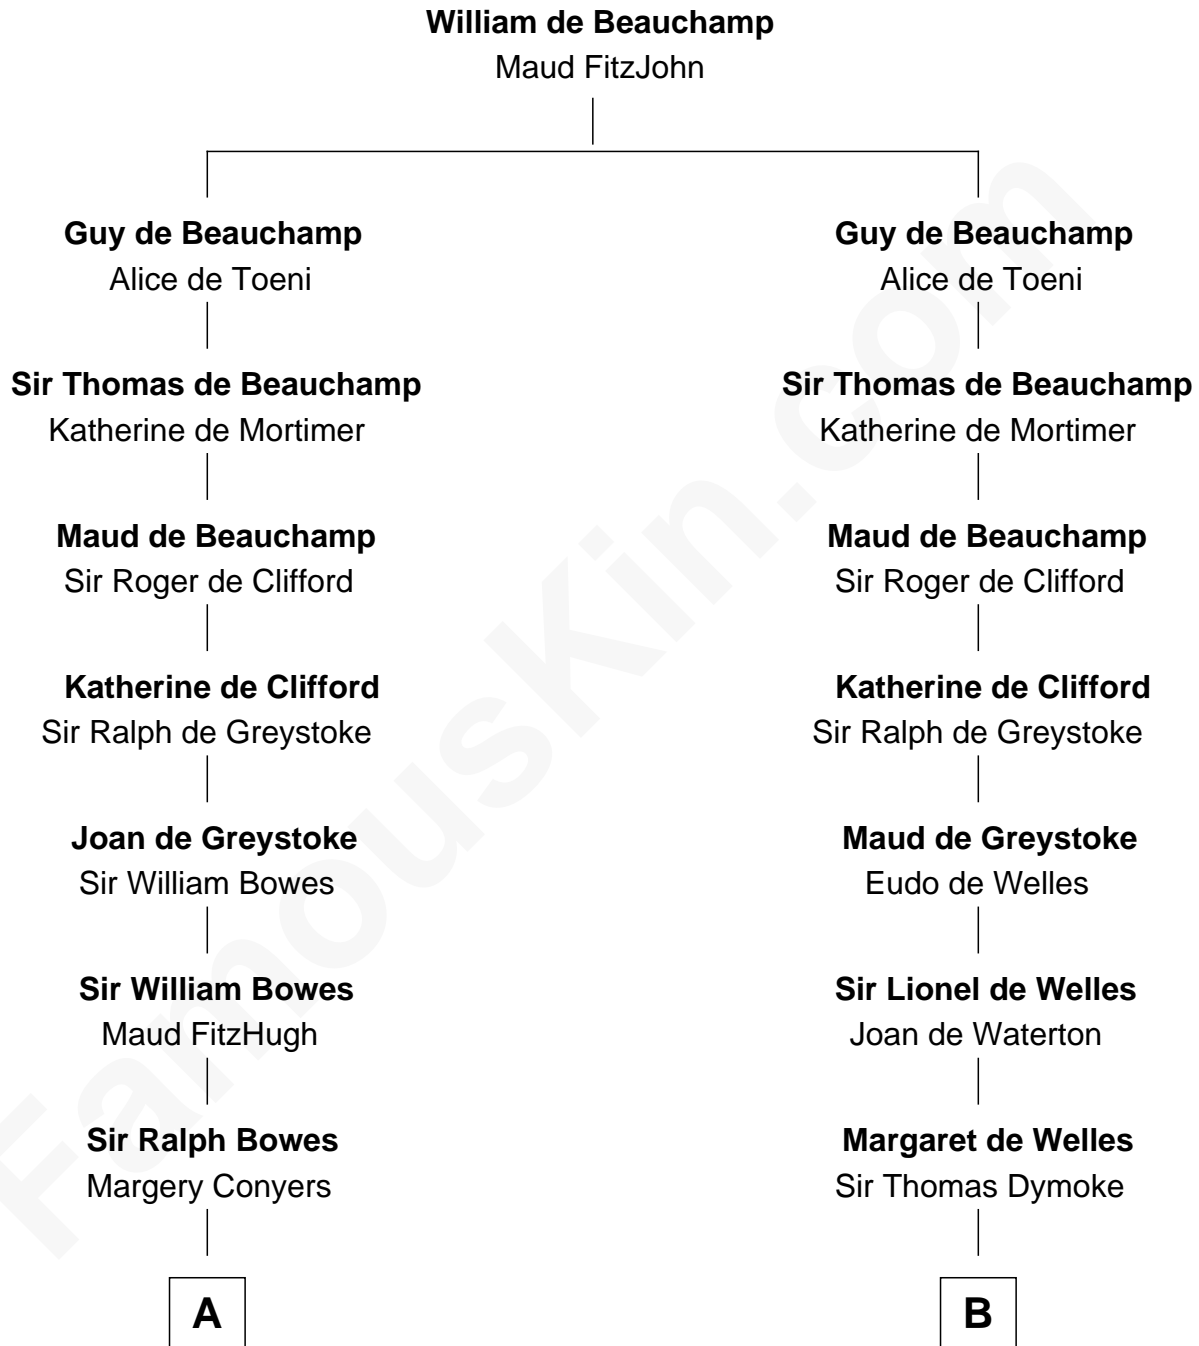 William de Beauchamp
Maud FitzJohn
Guy de Beauchamp
Alice de Toeni
Guy de Beauchamp
Alice de Toeni
Sir Thomas de Beauchamp
Katherine de Mortimer
Sir Thomas de Beauchamp
Katherine de Mortimer
Maud de Beauchamp
Sir Roger de Clifford
Maud de Beauchamp
Sir Roger de Clifford
Katherine de Clifford
Sir Ralph de Greystoke
Katherine de Clifford
Sir Ralph de Greystoke
Joan de Greystoke
Sir William Bowes
Maud de Greystoke
Eudo de Welles
Sir William Bowes
Maud FitzHugh
Sir Lionel de Welles
Joan de Waterton
Sir Ralph Bowes
Margery Conyers
Margaret de Welles
Sir Thomas Dymoke
A
B
FamousKin.com